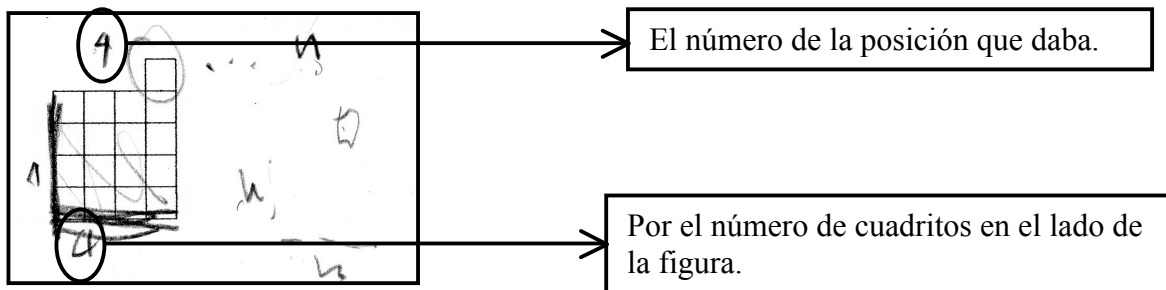 4
... n
El número de la posición que daba.
n
4
n
Por el número de cuadritos en el lado de
la figura.